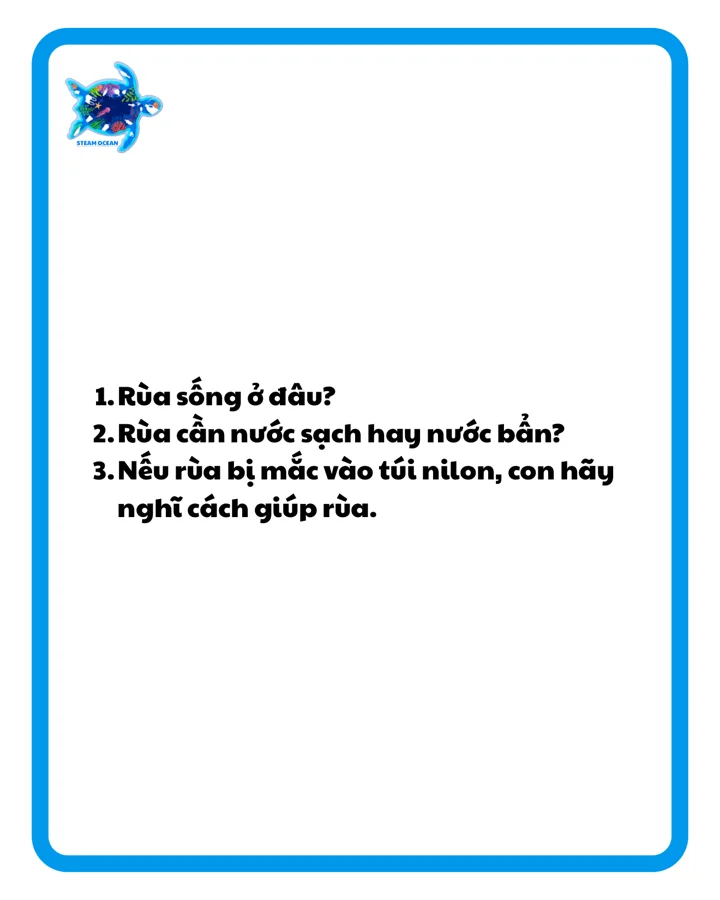 STEAM OCEAN
1. Rùa sống ở đâu?
2. Rùa cần nước sạch hay nước bẩn?
3. Nếu rùa bị mắc vào túi nilon, con hãy
nghĩ cách giúp rùa.